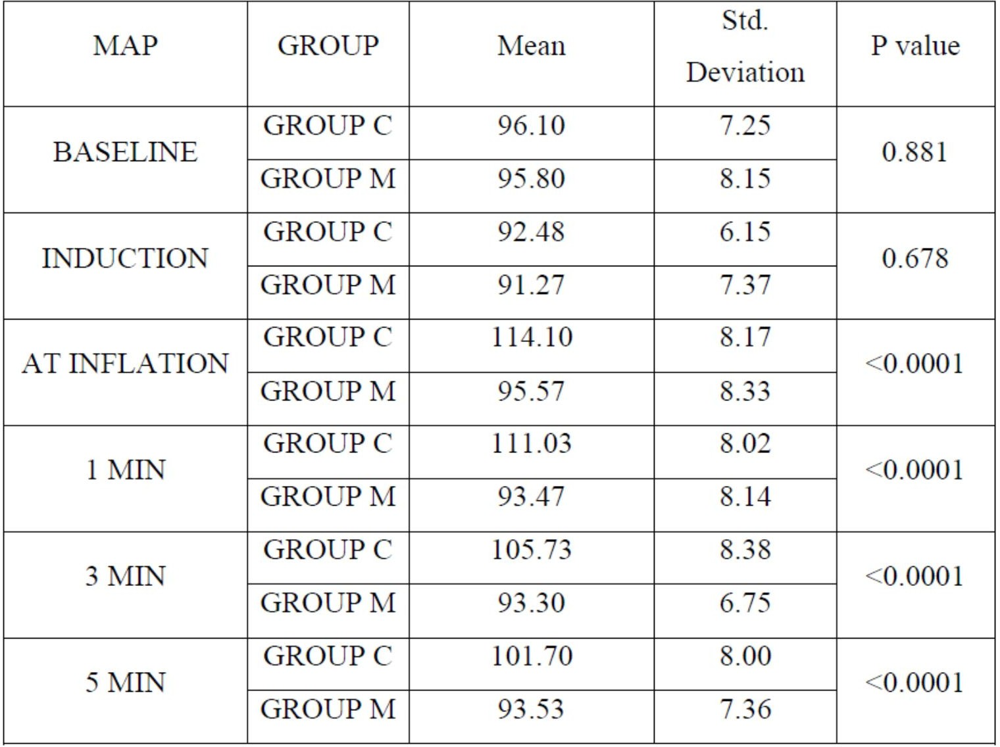 MAP GROUP Mean Std. Deviation P value
BASELINE GROUP C 96.10 7.25 0.881
GROUP M 95.80 8.15
INDUCTION GROUP C 92.48 6.15 0.678
GROUP M 91.27 7.37
AT INFLATION GROUP C 114.10 8.17 <0.0001
GROUP M 95.57 8.33
1 MIN GROUP C 111.03 8.02 <0.0001
GROUP M 93.47 8.14
3 MIN GROUP C 105.73 8.38 <0.0001
GROUP M 93.30 6.75
5 MIN GROUP C 101.70 8.00 <0.0001
GROUP M 93.53 7.36